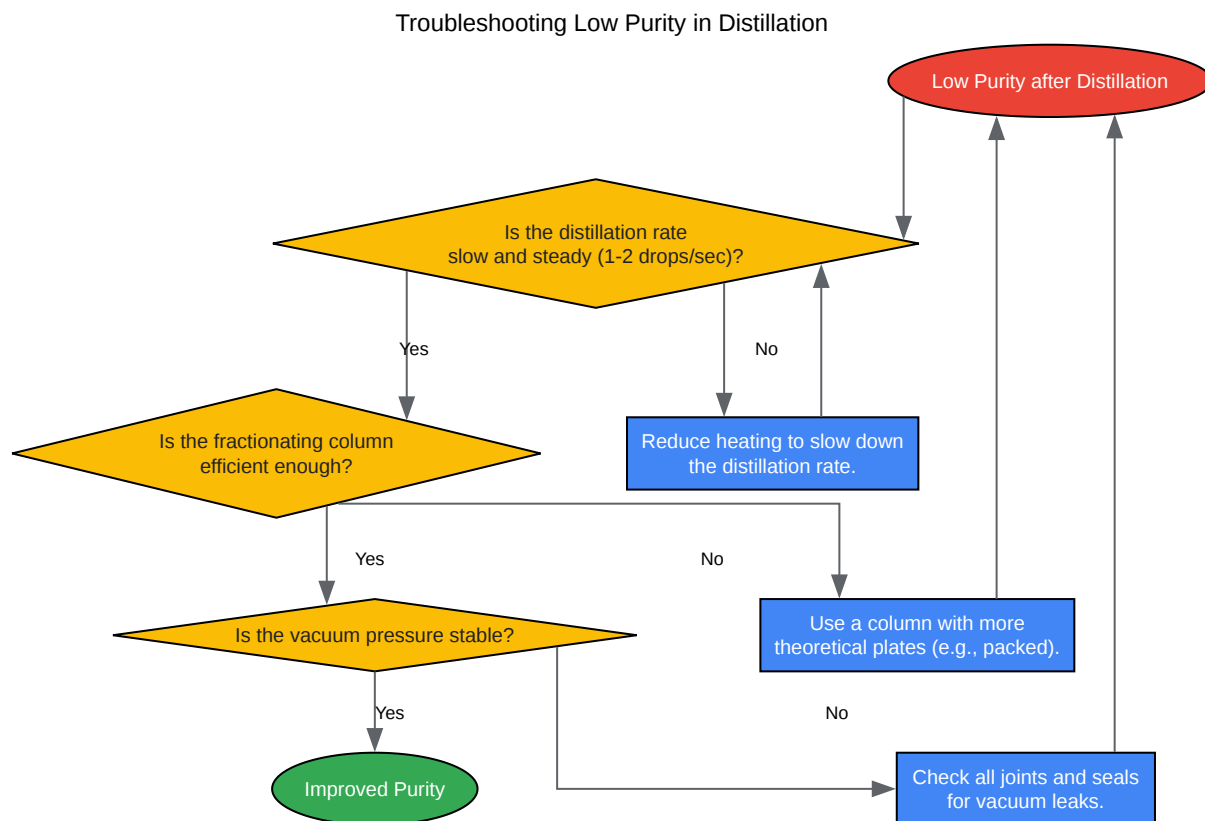 Troubleshooting Low Purity in Distillation
Low Purity after Distillation
Is the distillation rate
slow and steady (1-2 drops/sec)?
Yes
No
Is the fractionating column
efficient enough?
Reduce heating to slow down
the distillation rate.
Yes
No
Is the vacuum pressure stable?
Use a column with more
theoretical plates (e.g., packed).
Yes
No
Improved Purity
Check all joints and seals
for vacuum leaks.